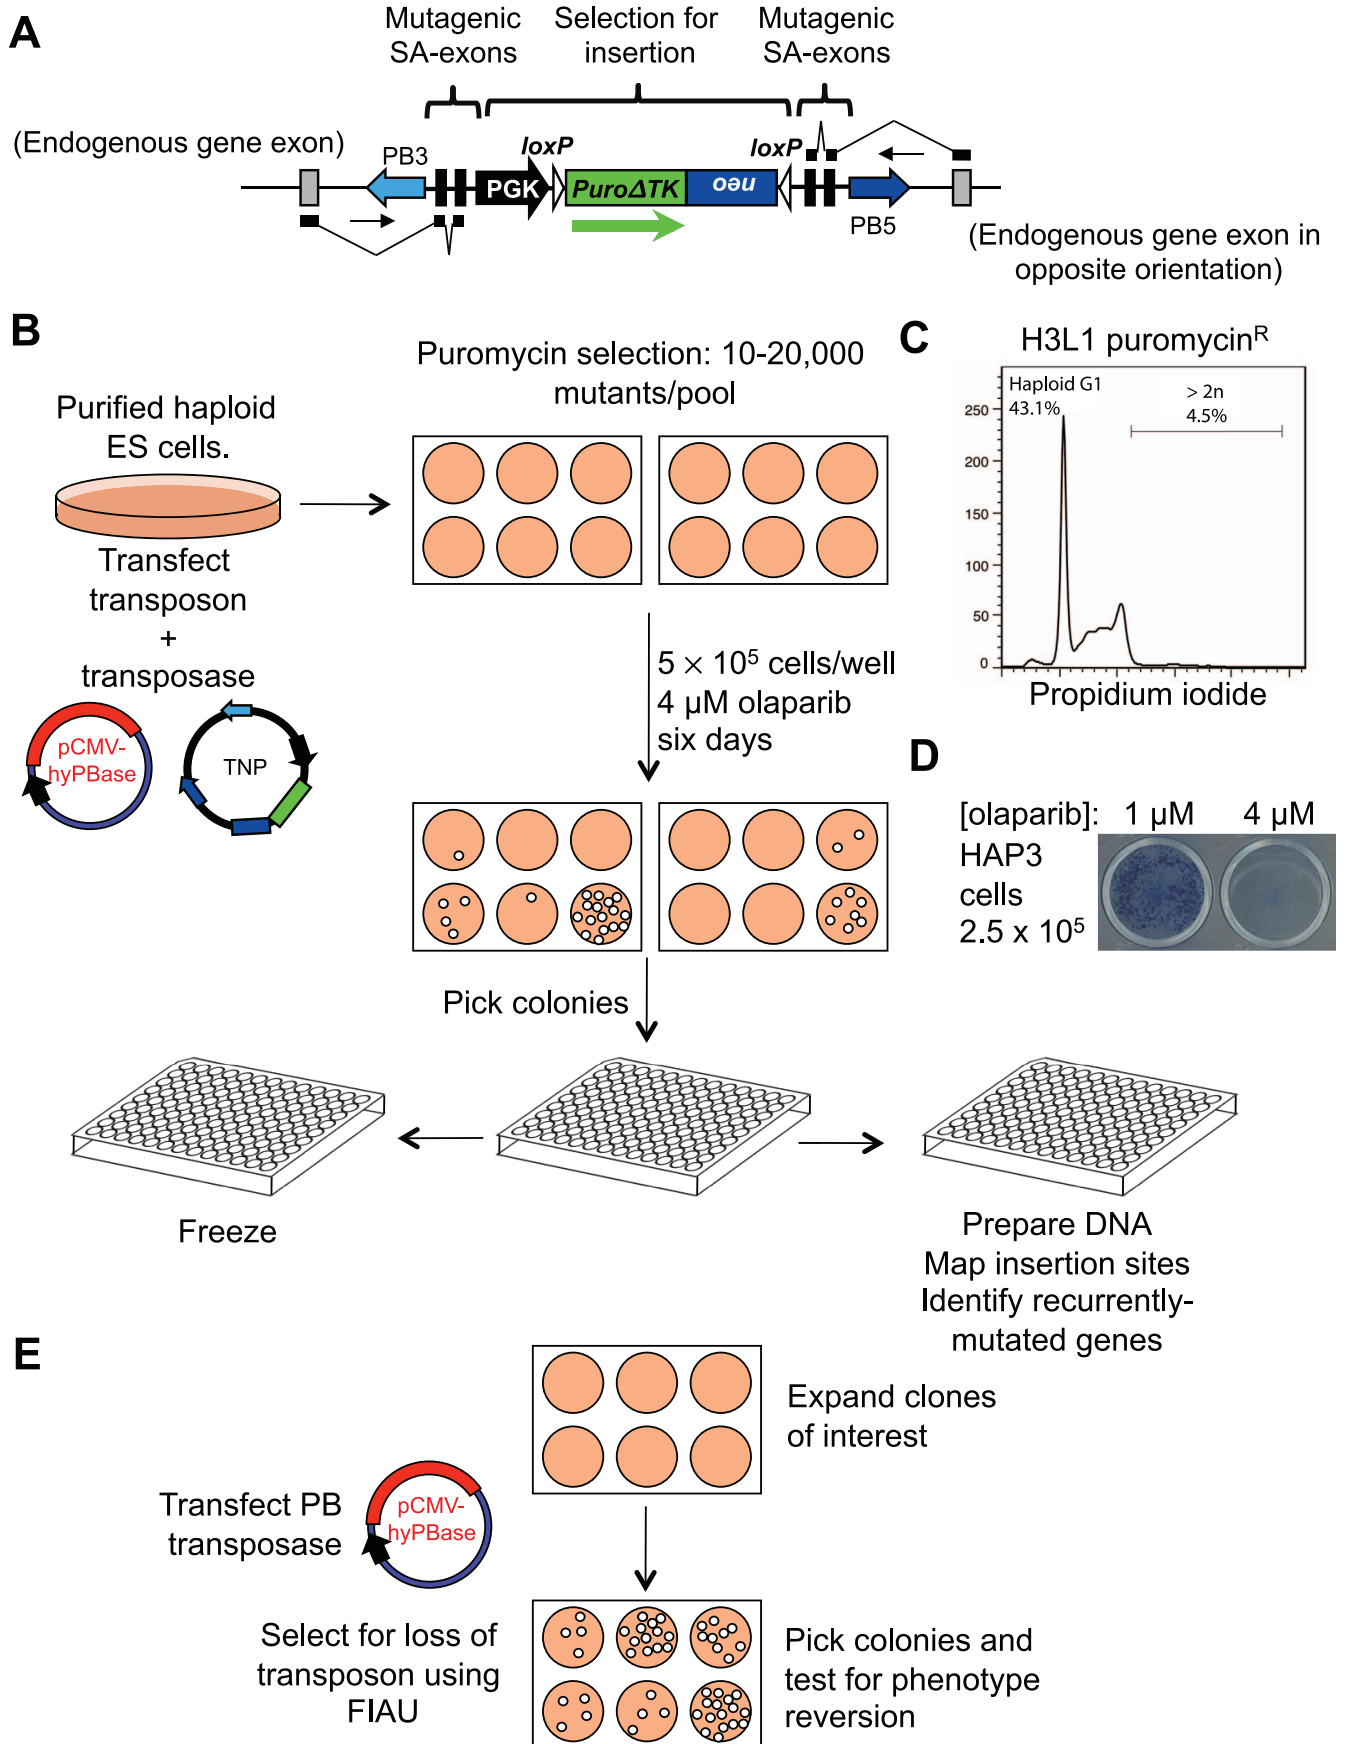 A
Mutagenic
SA-exons
Selection for
insertion
Mutagenic
SA-exons
(Endogenous gene exon)
PB3
loxP
loxP
PGK
PuroΔTK
neo
PB5
(Endogenous gene exon in
opposite orientation)
B
Purified haploid
ES cells.
Transfect
transposon
+
transposase
pCMV-
hyPBase
TNP
Puromycin selection: 10-20,000
mutants/pool
5 × 10⁵ cells/well
4 µM olaparib
six days
Pick colonies
Freeze
Prepare DNA
Map insertion sites
Identify recurrently-
mutated genes
C
H3L1 puromycinᴿ
Haploid G1
43.1%
> 2n
4.5%
250
200
150
100
50
0
Propidium iodide
D
[olaparib]: 1 µM 4 µM
HAP3
cells
2.5 x 10⁵
E
Expand clones
of interest
Transfect PB
transposase
pCMV-
hyPBase
Select for loss of
transposon using
FIAU
Pick colonies and
test for phenotype
reversion